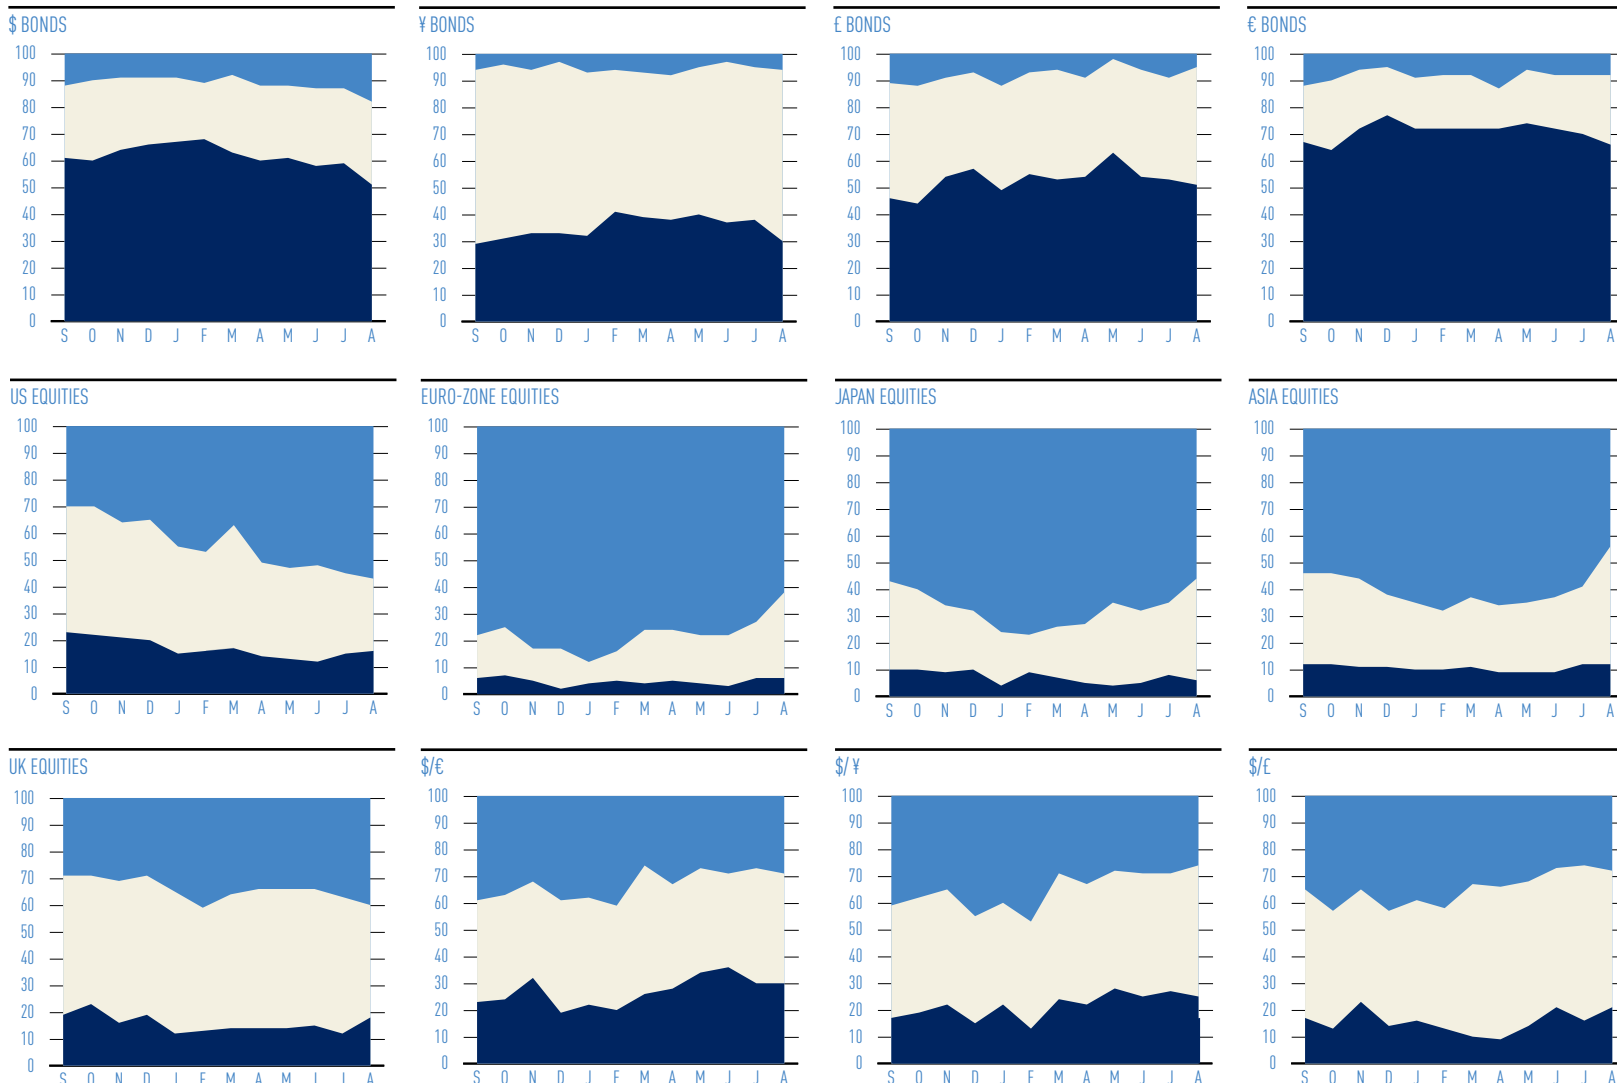 $ BONDS
¥ BONDS
£ BONDS
€ BONDS
100 100 100 100
90 90 90 90
80 80 80 80
70 70 70 70
60 60 60 60
50 50 50 50
40 40 40 40
30 30 30 30
20 20 20 20
10 10 10 10
0 0 0 0
S O N D J F M A M J J A S O N D J F M A M J J A S O N D J F M A M J J A S O N D J F M A M J J A
US EQUITIES
EURO-ZONE EQUITIES
JAPAN EQUITIES
ASIA EQUITIES
100 100 100 100
90 90 90 90
80 80 80 80
70 70 70 70
60 60 60 60
50 50 50 50
40 40 40 40
30 30 30 30
20 20 20 20
10 10 10 10
0 0 0 0
S O N D J F M A M J J A S O N D J F M A M J J A S O N D J F M A M J J A S O N D J F M A M J J A
UK EQUITIES
$/€
$/ ¥
$/£
100 100 100 100
90 90 90 90
80 80 80 80
70 70 70 70
60 60 60 60
50 50 50 50
40 40 40 40
30 30 30 30
20 20 20 20
10 10 10 10
0 0 0 0
S O N D J F M A M J J A S O N D J F M A M J J A S O N D J F M A M J J A S O N D J F M A M J J A